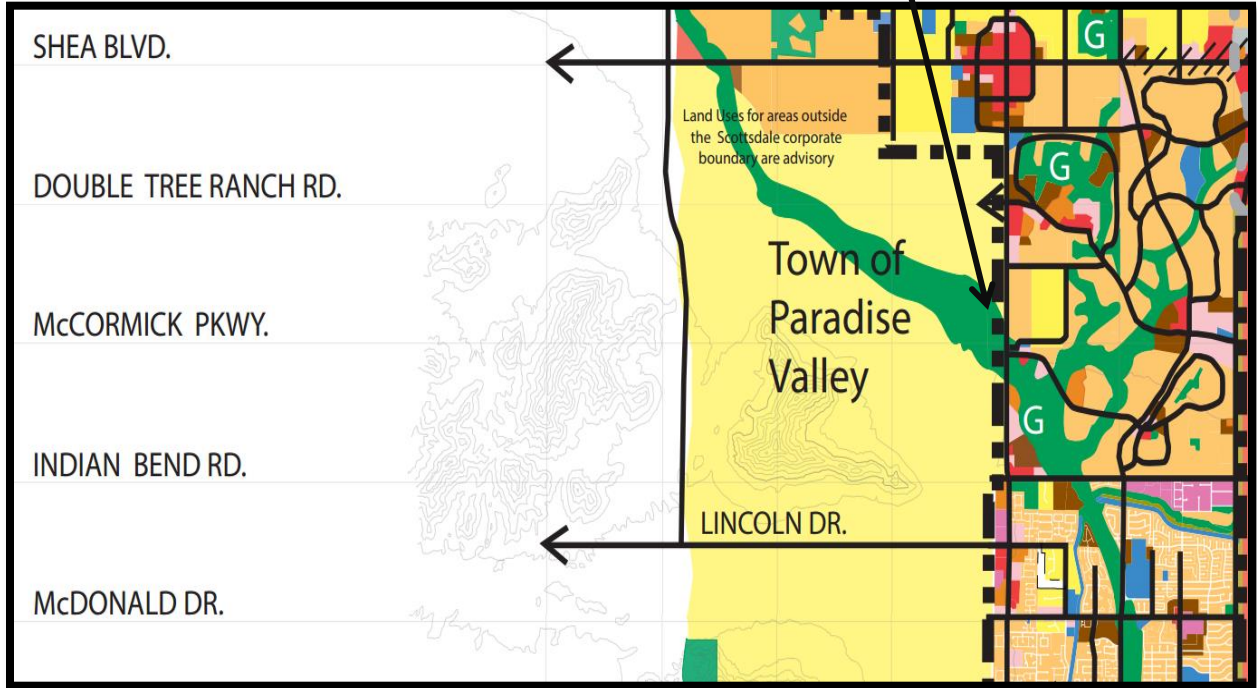 SHEA BLVD.
G
Land Uses for areas outside
the Scottsdale corporate
boundary are advisory
G
DOUBLE TREE RANCH RD.
Town of
Paradise
Valley
McCORMICK PKWY.
G
INDIAN BEND RD.
LINCOLN DR.
McDONALD DR.